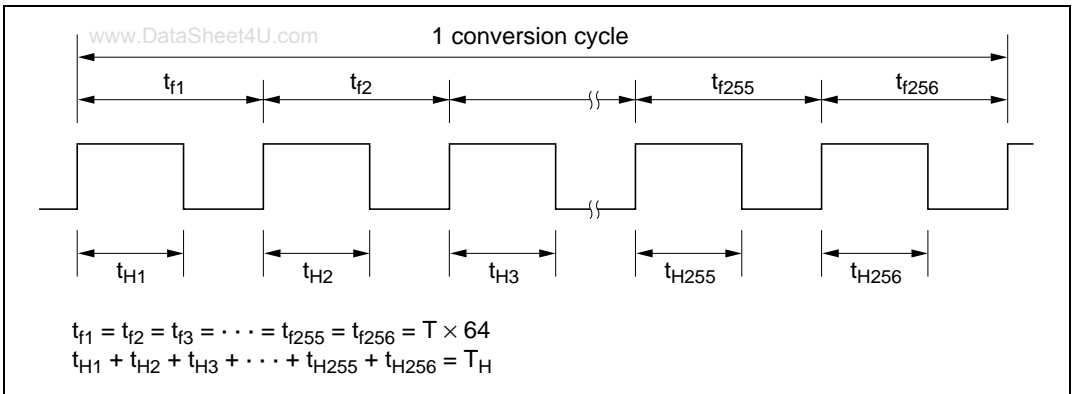 www.DataSheet4U.com
1 conversion cycle
tf1 tf2 tf255 tf256
tH1 tH2 tH3 tH255 tH256
tf1 = tf2 = tf3 = · · · = tf255 = tf256 = T × 64
tH1 + tH2 + tH3 + · · · + tH255 + tH256 = TH